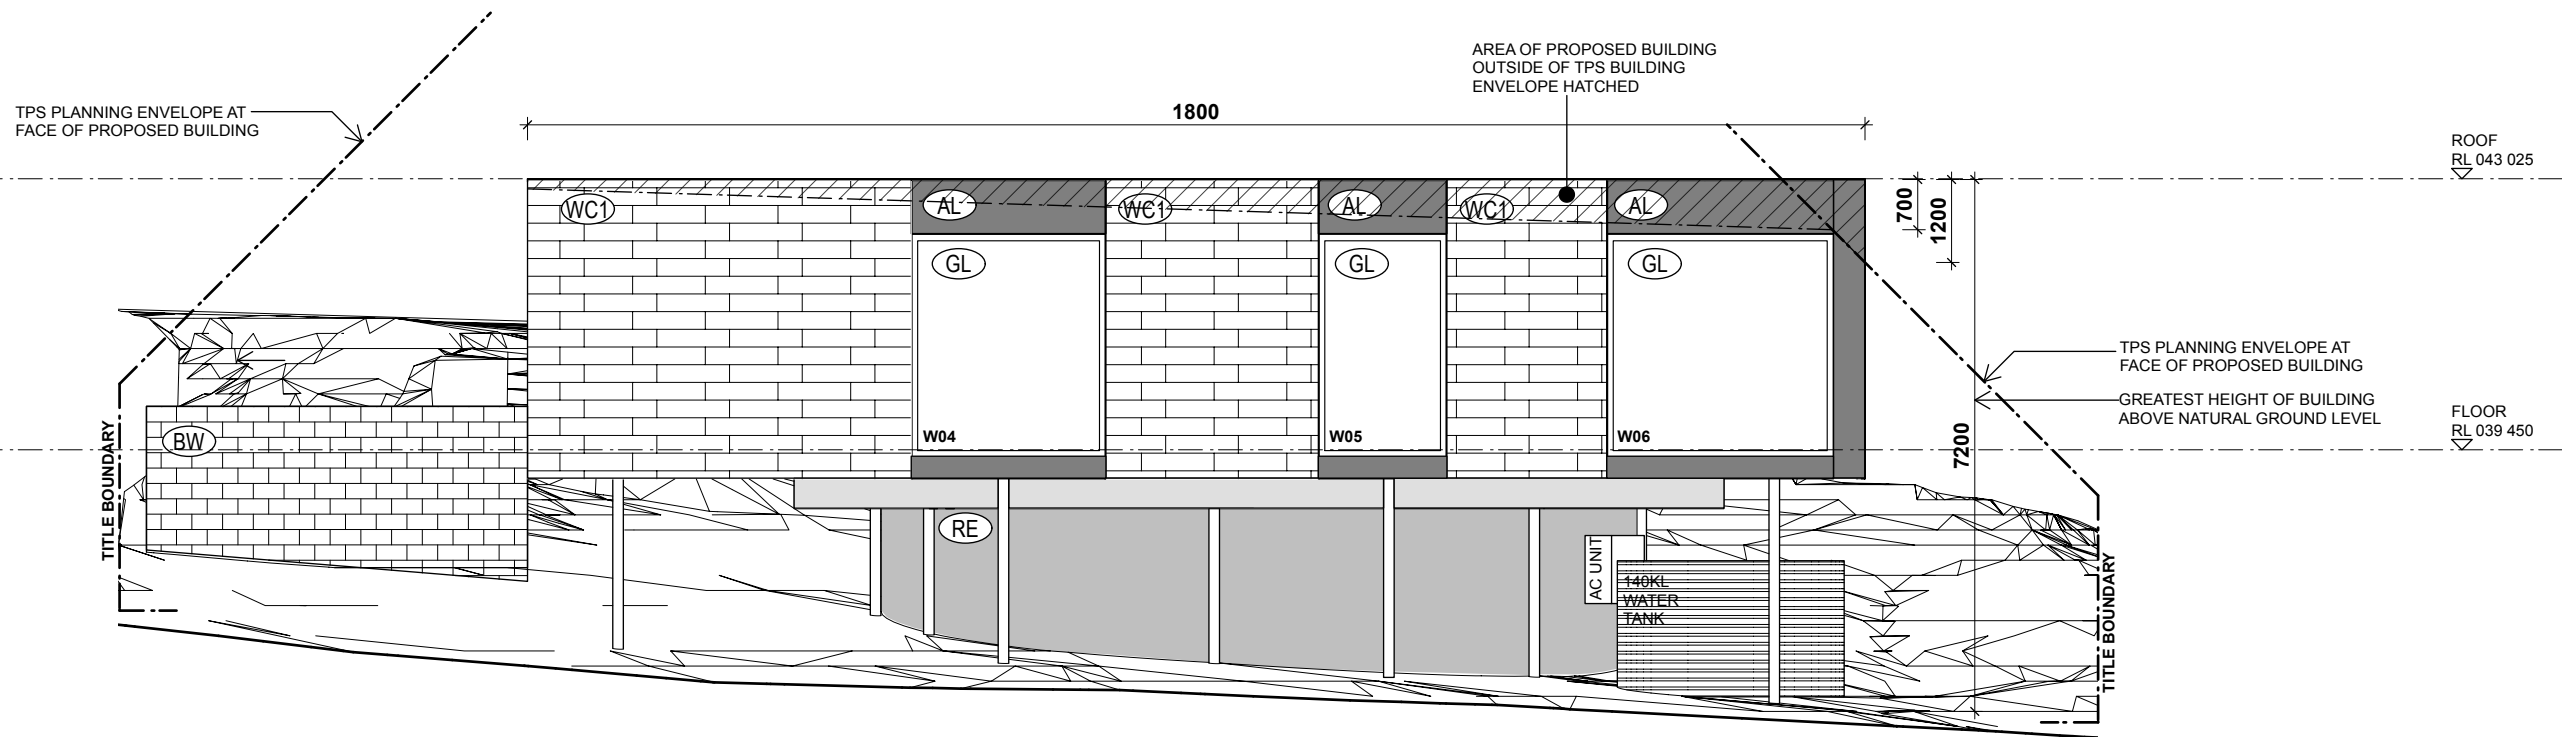 AREA OF PROPOSED BUILDING
OUTSIDE OF TPS BUILDING
ENVELOPE HATCHED
TPS PLANNING ENVELOPE AT
FACE OF PROPOSED BUILDING
1800
ROOF
RL 043 025
700
1200
WC1
AL
WC1
AL
WC1
AL
GL
GL
GL
TPS PLANNING ENVELOPE AT
FACE OF PROPOSED BUILDING
GREATEST HEIGHT OF BUILDING
ABOVE NATURAL GROUND LEVEL
FLOOR
RL 039 450
7200
W04
W05
W06
BW
TITLE BOUNDARY
RE
AC UNIT
140KL
WATER
TANK
TITLE BOUNDARY